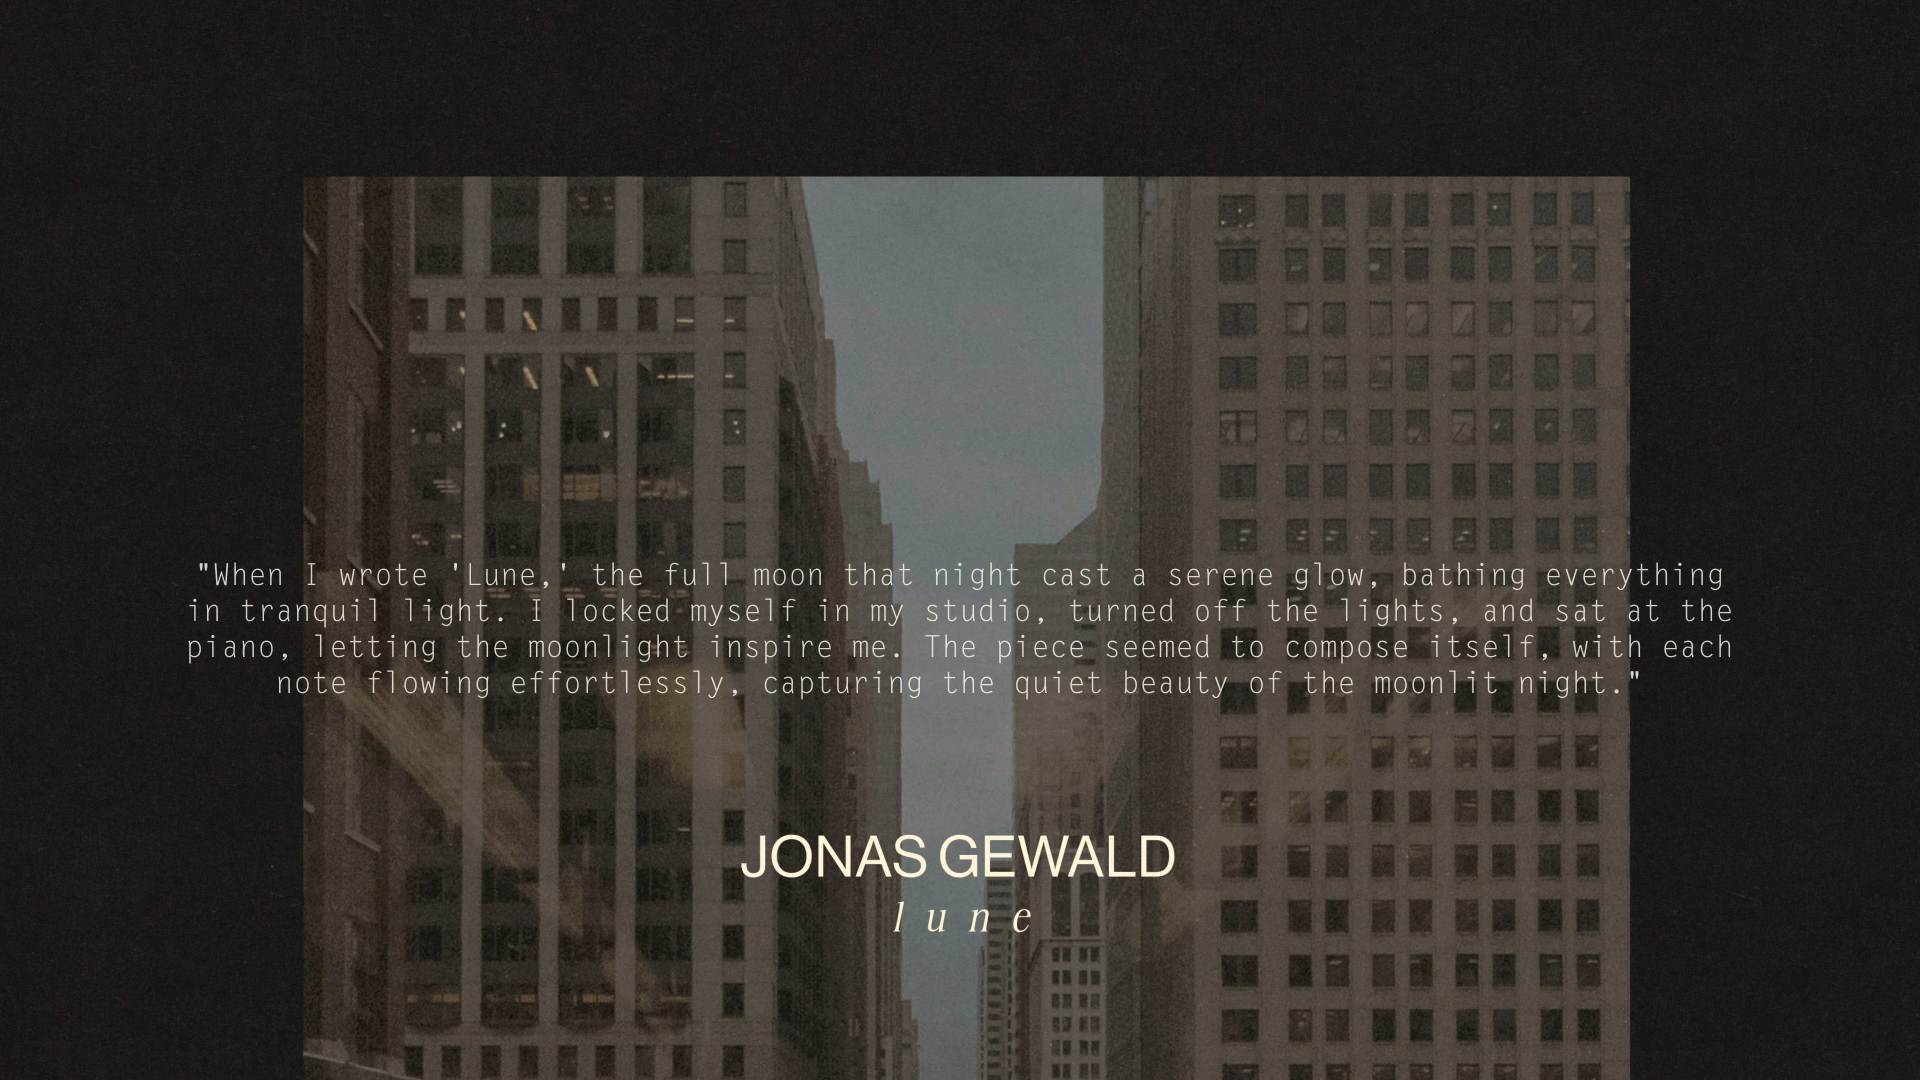 "When I wrote 'Lune,' the full moon that night cast a serene glow, bathing everything
in tranquil light. I locked myself in my studio, turned off the lights, and sat at the
piano, letting the moonlight inspire me. The piece seemed to compose itself, with each
note flowing effortlessly, capturing the quiet beauty of the moonlit night."
JONAS GEWALD
lune